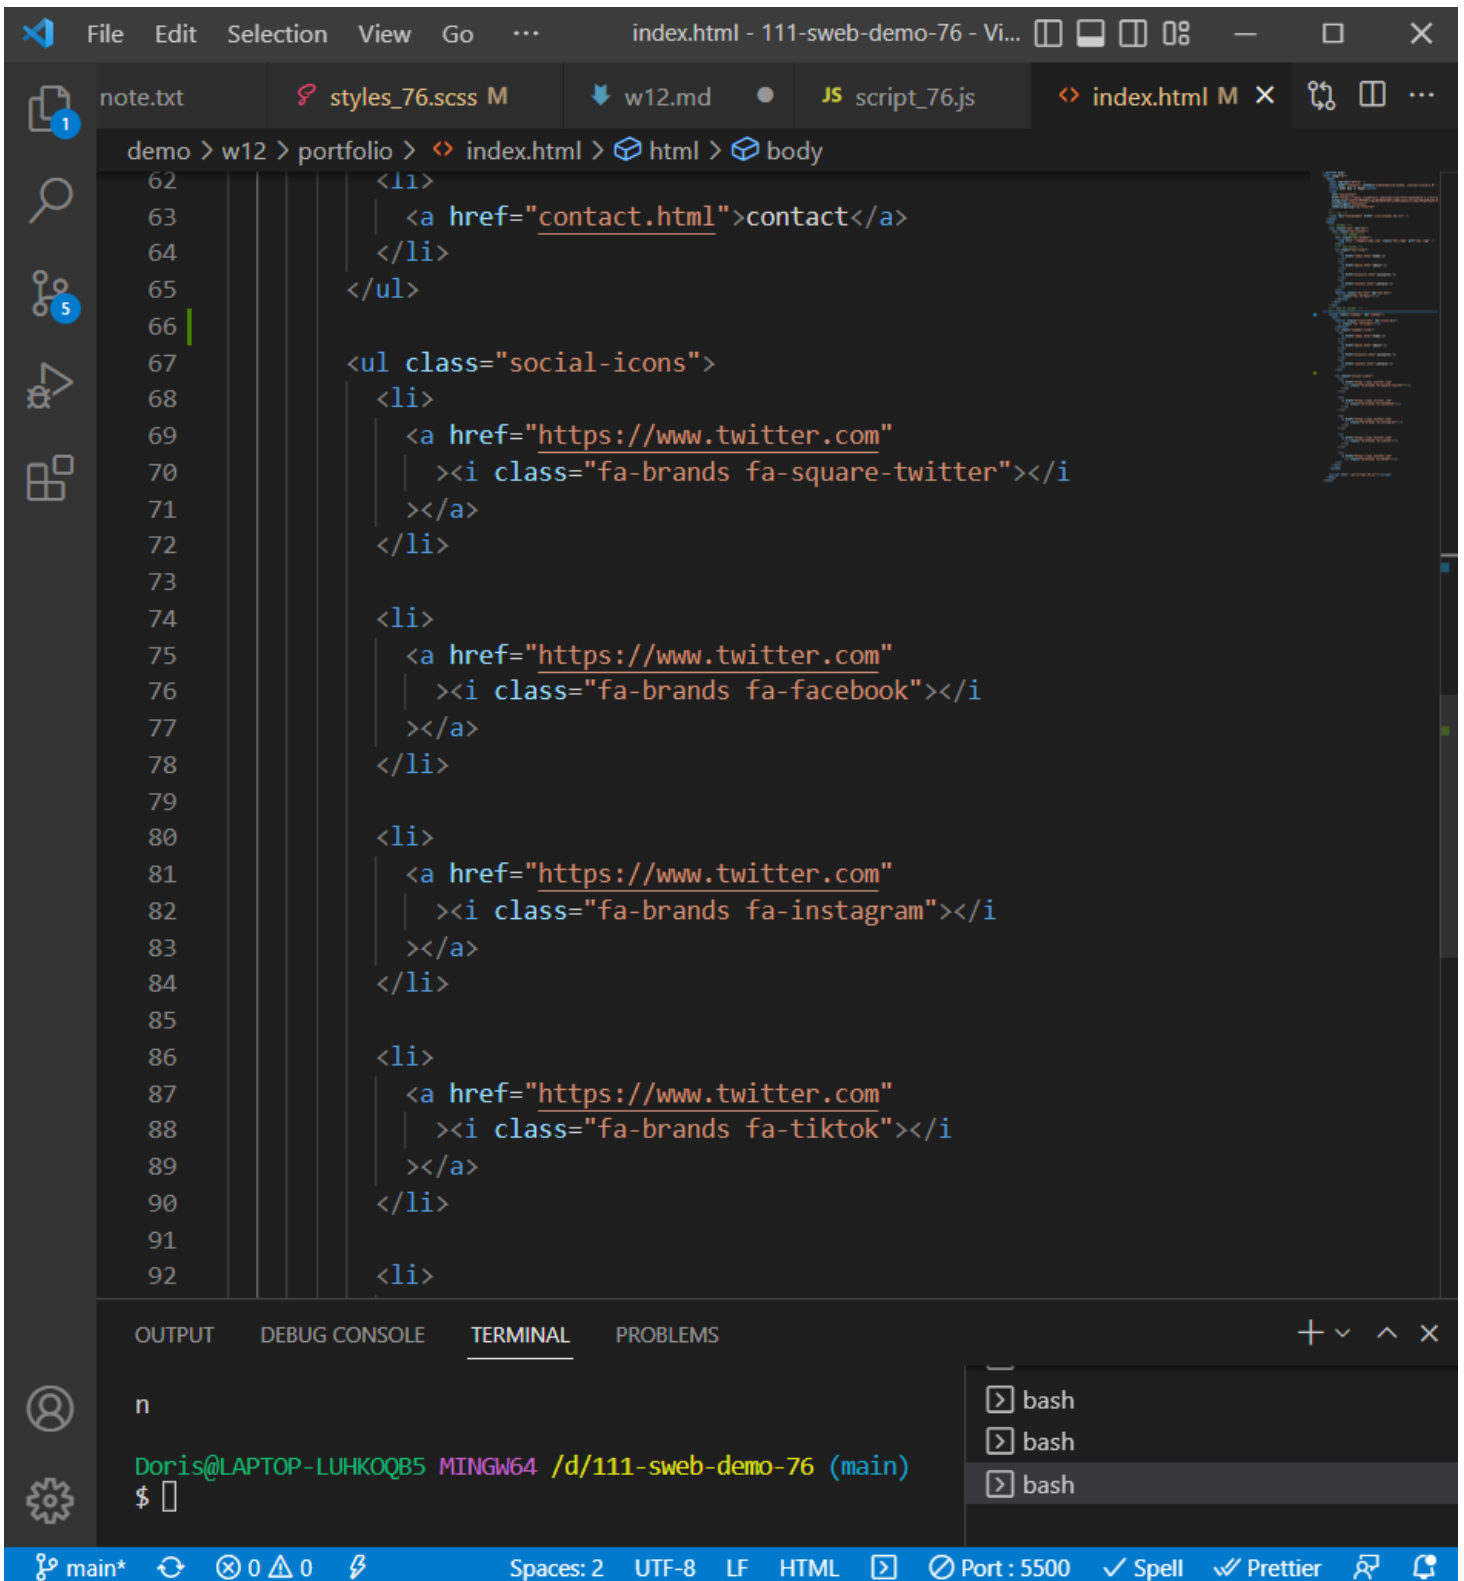 File Edit Selection View Go ··· index.html - 111-sweb-demo-76 - Vi...
note.txt styles_76.scss M w12.md JS script_76.js <> index.html M
1
demo > w12 > portfolio > <> index.html > html > body
62 <li>
63 <a href="contact.html">contact</a>
64 </li>
65 </ul>
66
67 <ul class="social-icons">
68 <li>
69 <a href="https://www.twitter.com"
70 ><i class="fa-brands fa-square-twitter"></i
71 ></a>
72 </li>
73
74 <li>
75 <a href="https://www.twitter.com"
76 ><i class="fa-brands fa-facebook"></i
77 ></a>
78 </li>
79
80 <li>
81 <a href="https://www.twitter.com"
82 ><i class="fa-brands fa-instagram"></i
83 ></a>
84 </li>
85
86 <li>
87 <a href="https://www.twitter.com"
88 ><i class="fa-brands fa-tiktok"></i
89 ></a>
90 </li>
91
92 <li>
5
OUTPUT DEBUG CONSOLE TERMINAL PROBLEMS
n
Doris@LAPTOP-LUHKOQB5 MINGW64 /d/111-sweb-demo-76 (main)
$
bash
bash
bash
main* 0 0 Spaces: 2 UTF-8 LF HTML Port : 5500 Spell Prettier